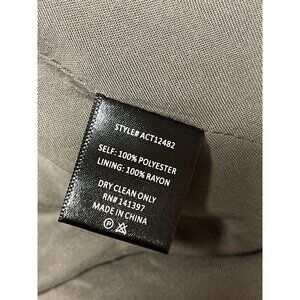 STYLE# ACT12482
SELF: 100% POLYESTER
LINING: 100% RAYON
DRY CLEAN ONLY
RN# 141397
MADE IN CHINA
P